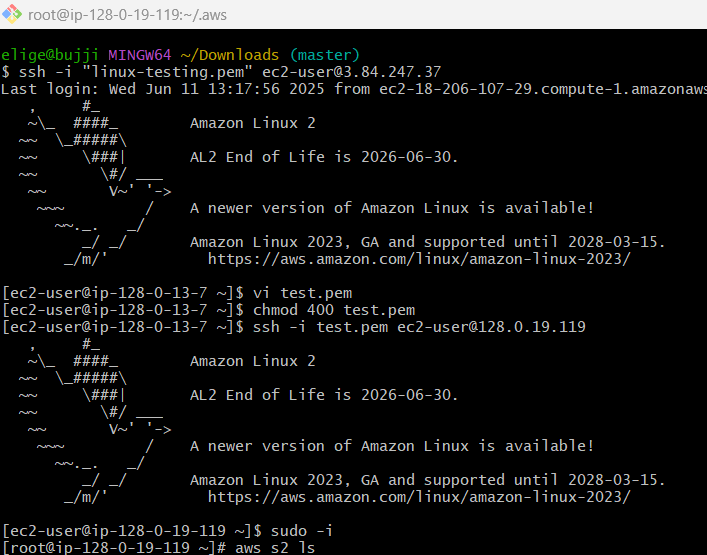 root@ip-128-0-19-119:~/.aws
elige@bujji MINGW64 ~/Downloads (master)
$ ssh -i "linux-testing.pem" ec2-user@3.84.247.37
Last login: Wed Jun 11 13:17:56 2025 from ec2-18-206-107-29.compute-1.amazonaws
   ,     #_
   ~\_  ####_        Amazon Linux 2
  ~~  \_#####\
  ~~     \###|       AL2 End of Life is 2026-06-30.
  ~~       \#/ ___
   ~~       V~' '->
    ~~~         /    A newer version of Amazon Linux is available!
      ~~._.   _/
         _/ _/       Amazon Linux 2023, GA and supported until 2028-03-15.
       _/m/'           https://aws.amazon.com/linux/amazon-linux-2023/
[ec2-user@ip-128-0-13-7 ~]$ vi test.pem
[ec2-user@ip-128-0-13-7 ~]$ chmod 400 test.pem
[ec2-user@ip-128-0-13-7 ~]$ ssh -i test.pem ec2-user@128.0.19.119
   ,     #_
   ~\_  ####_        Amazon Linux 2
  ~~  \_#####\
  ~~     \###|       AL2 End of Life is 2026-06-30.
  ~~       \#/ ___
   ~~       V~' '->
    ~~~         /    A newer version of Amazon Linux is available!
      ~~._.   _/
         _/ _/       Amazon Linux 2023, GA and supported until 2028-03-15.
       _/m/'           https://aws.amazon.com/linux/amazon-linux-2023/
[ec2-user@ip-128-0-19-119 ~]$ sudo -i
[root@ip-128-0-19-119 ~]# aws s2 ls